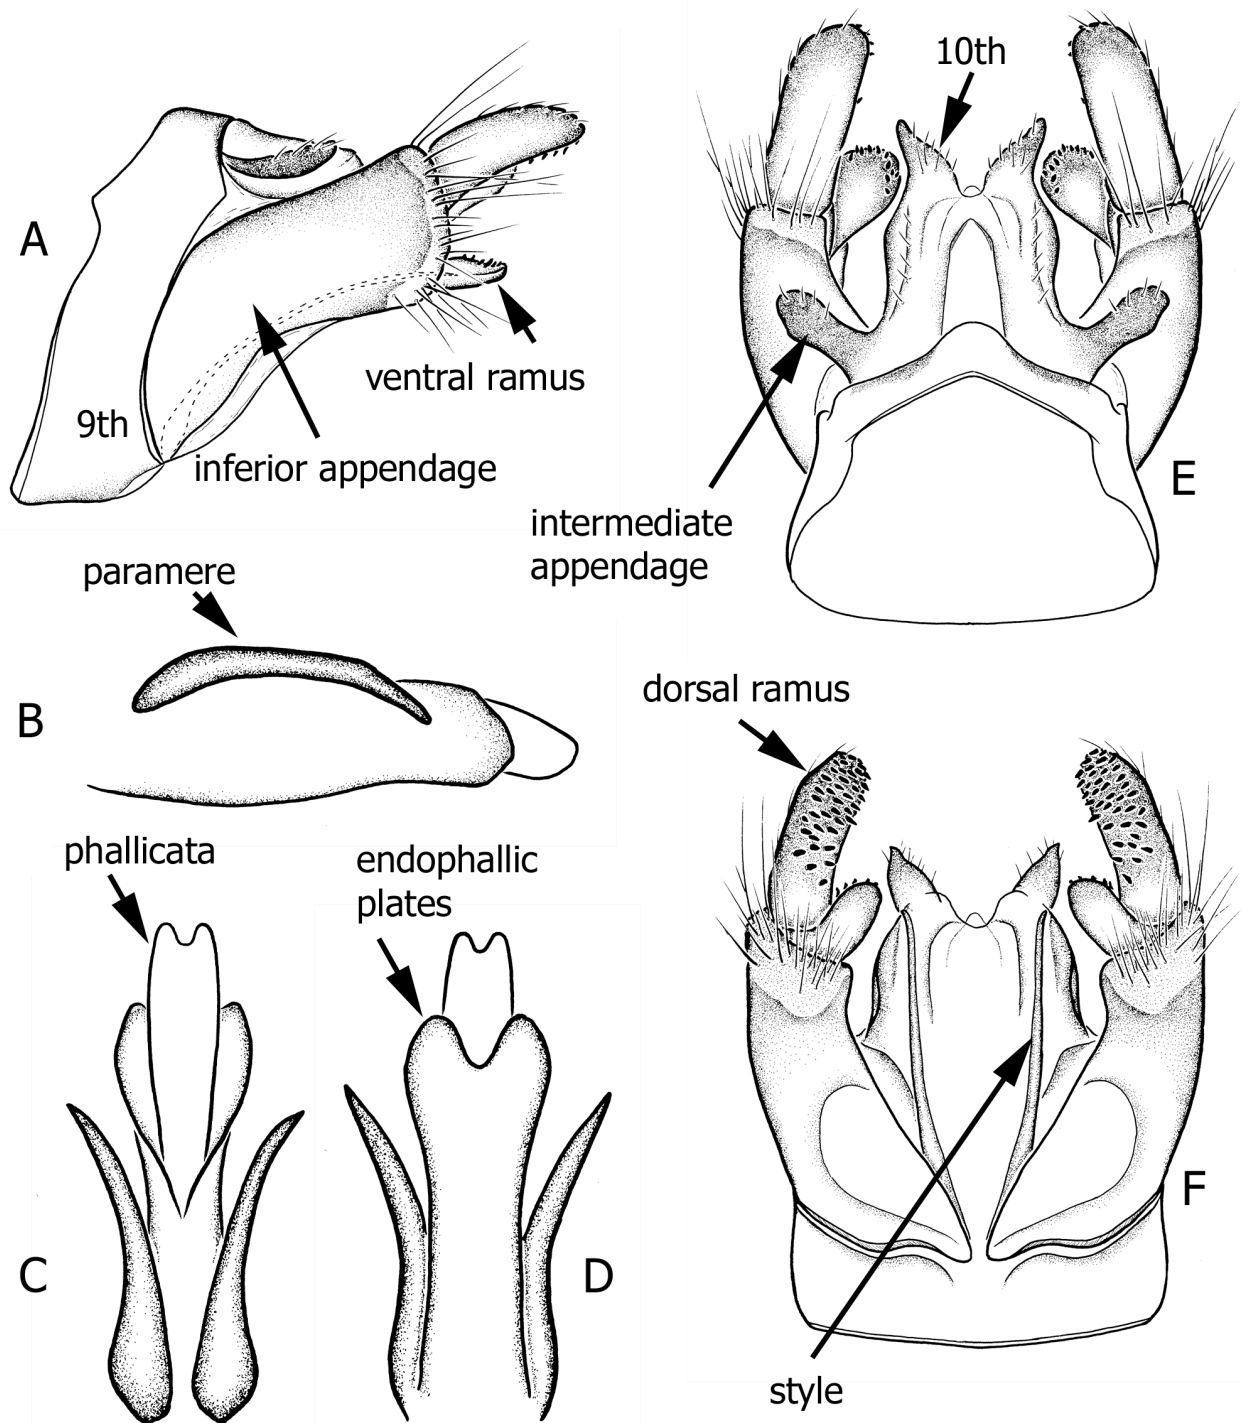 A
9th
ventral ramus
inferior appendage
10th
E
intermediate
appendage
paramere
B
phallicata
endophallic
plates
C
D
dorsal ramus
F
style